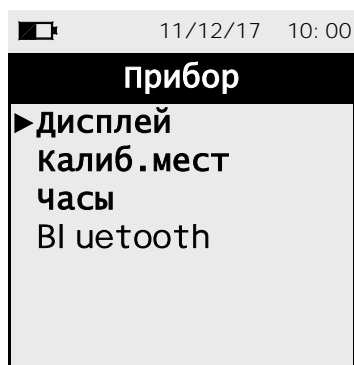 11/12/17 10:00
Прибор
►Дисплей
Калиб.мест
Часы
Bluetooth